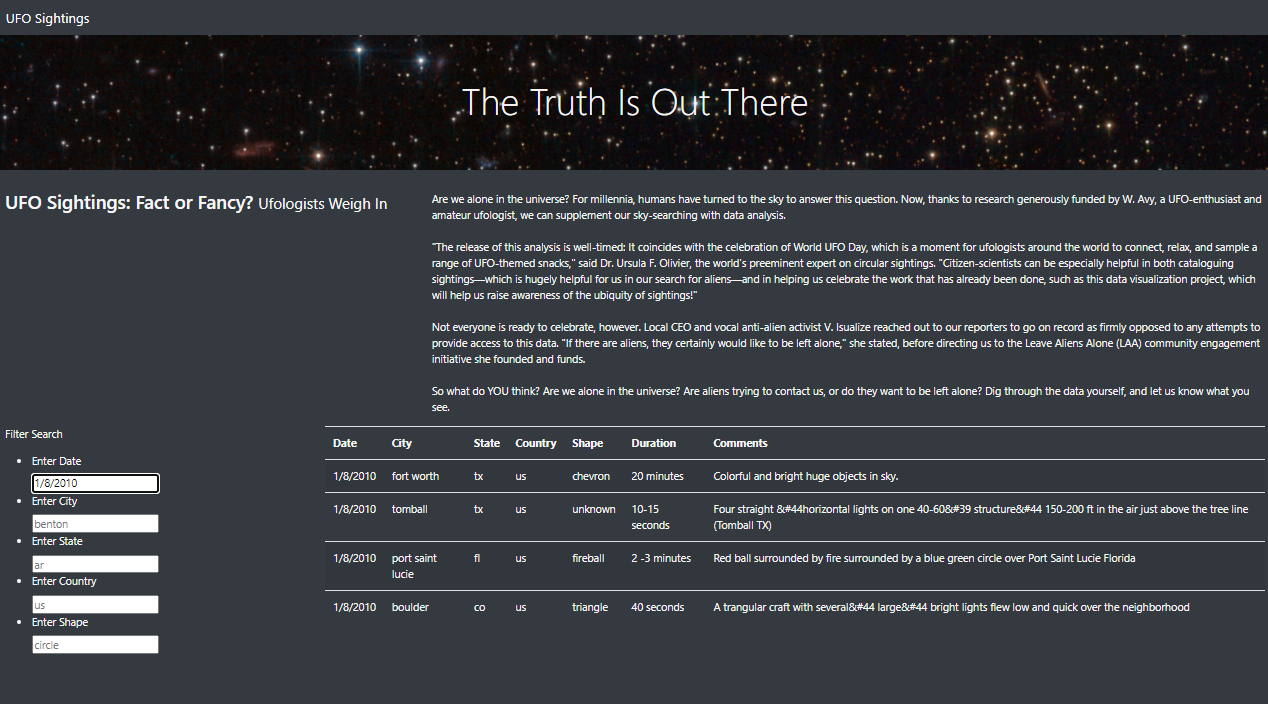 UFO Sightings
The Truth Is Out There
UFO Sightings: Fact or Fancy? Ufologists Weigh In
Are we alone in the universe? For millennia, humans have turned to the sky to answer this question. Now, thanks to research generously funded by W. Avy, a UFO-enthusiast and
amateur ufologist, we can supplement our sky-searching with data analysis.
"The release of this analysis is well-timed: It coincides with the celebration of World UFO Day, which is a moment for ufologists around the world to connect, relax, and sample a
range of UFO-themed snacks," said Dr. Ursula F. Olivier, the world's preeminent expert on circular sightings. "Citizen-scientists can be especially helpful in both cataloguing
sightings—which is hugely helpful for us in our search for aliens—and in helping us celebrate the work that has already been done, such as this data visualization project, which
will help us raise awareness of the ubiquity of sightings!"
Not everyone is ready to celebrate, however. Local CEO and vocal anti-alien activist V. Isualize reached out to our reporters to go on record as firmly opposed to any attempts to
provide access to this data. "If there are aliens, they certainly would like to be left alone," she stated, before directing us to the Leave Aliens Alone (LAA) community engagement
initiative she founded and funds.
So what do YOU think? Are we alone in the universe? Are aliens trying to contact us, or do they want to be left alone? Dig through the data yourself, and let us know what you
see.
Filter Search
Enter Date
1/8/2010
Enter City
benton
Enter State
ar
Enter Country
us
Enter Shape
circle
Date City State Country Shape Duration Comments
1/8/2010 fort worth tx us chevron 20 minutes Colorful and bright huge objects in sky.
1/8/2010 tomball tx us unknown 10-15 Four straight &#44horizontal lights on one 40-60&#39 structure&#44 150-200 ft in the air just above the tree line
seconds (Tomball TX)
1/8/2010 port saint fl us fireball 2 -3 minutes Red ball surrounded by fire surrounded by a blue green circle over Port Saint Lucie Florida
lucie
1/8/2010 boulder co us triangle 40 seconds A trangular craft with several&#44 large&#44 bright lights flew low and quick over the neighborhood